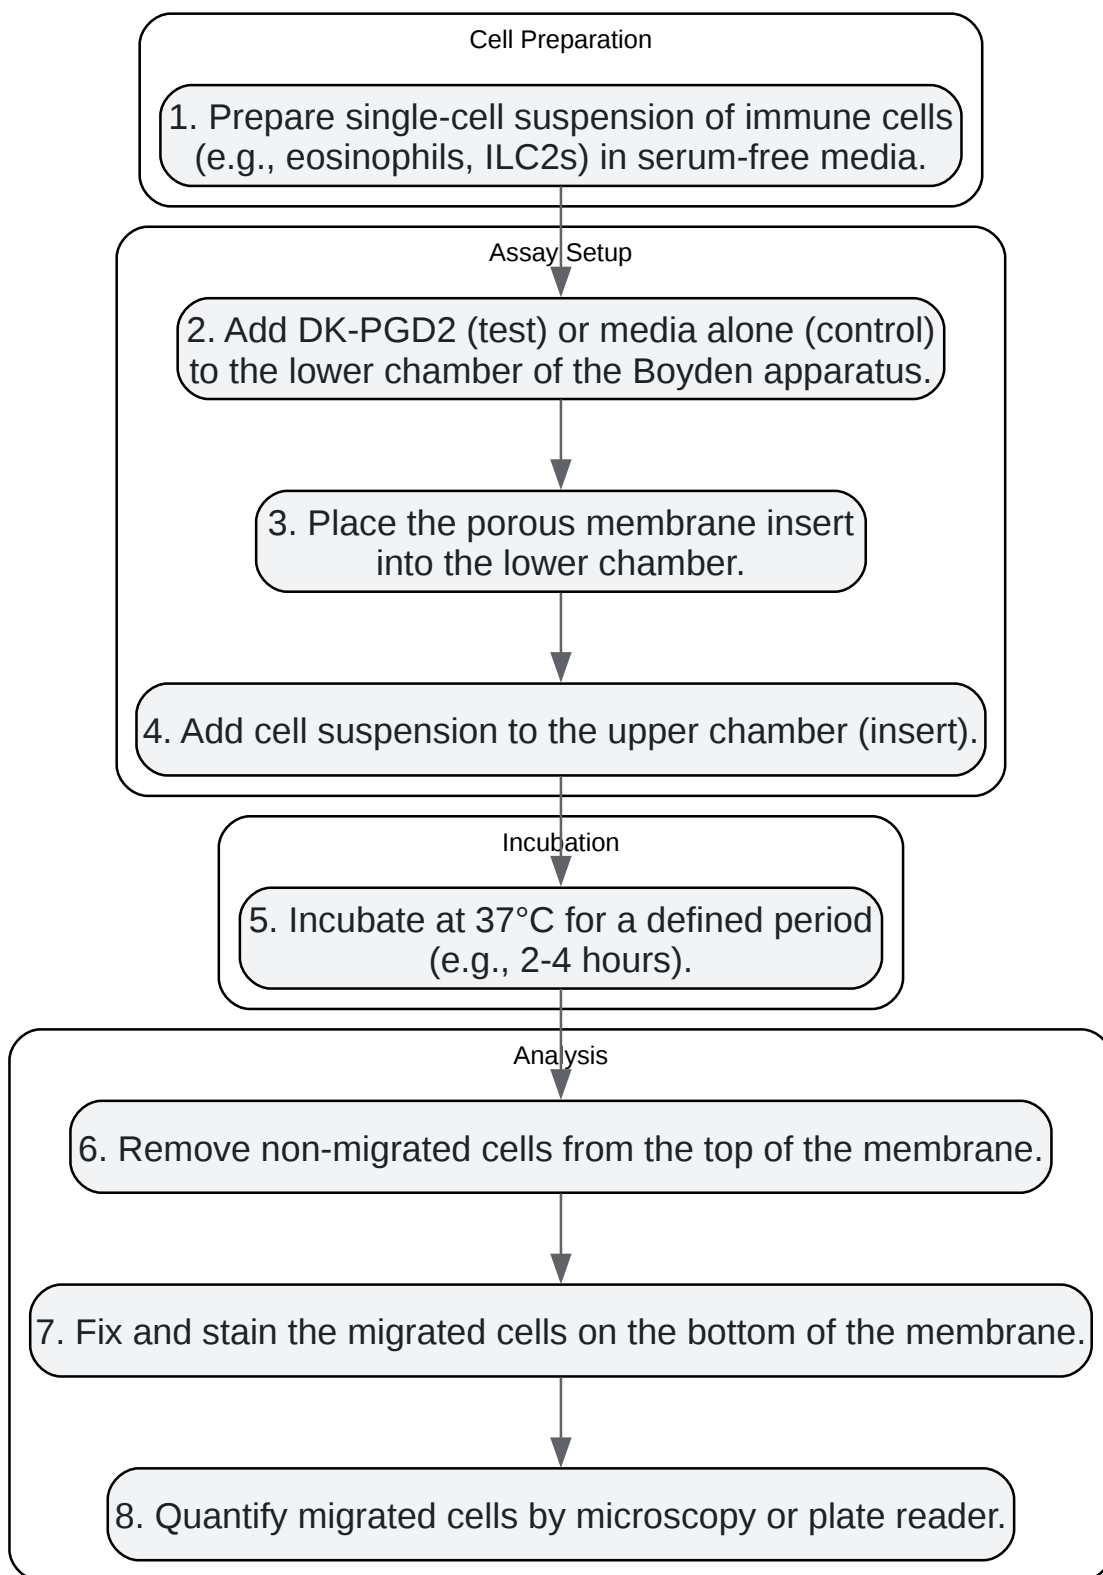 Cell Preparation
1. Prepare single-cell suspension of immune cells
(e.g., eosinophils, ILC2s) in serum-free media.
Assay Setup
2. Add DK-PGD2 (test) or media alone (control)
to the lower chamber of the Boyden apparatus.
3. Place the porous membrane insert
into the lower chamber.
4. Add cell suspension to the upper chamber (insert).
Incubation
5. Incubate at 37°C for a defined period
(e.g., 2-4 hours).
Analysis
6. Remove non-migrated cells from the top of the membrane.
7. Fix and stain the migrated cells on the bottom of the membrane.
8. Quantify migrated cells by microscopy or plate reader.